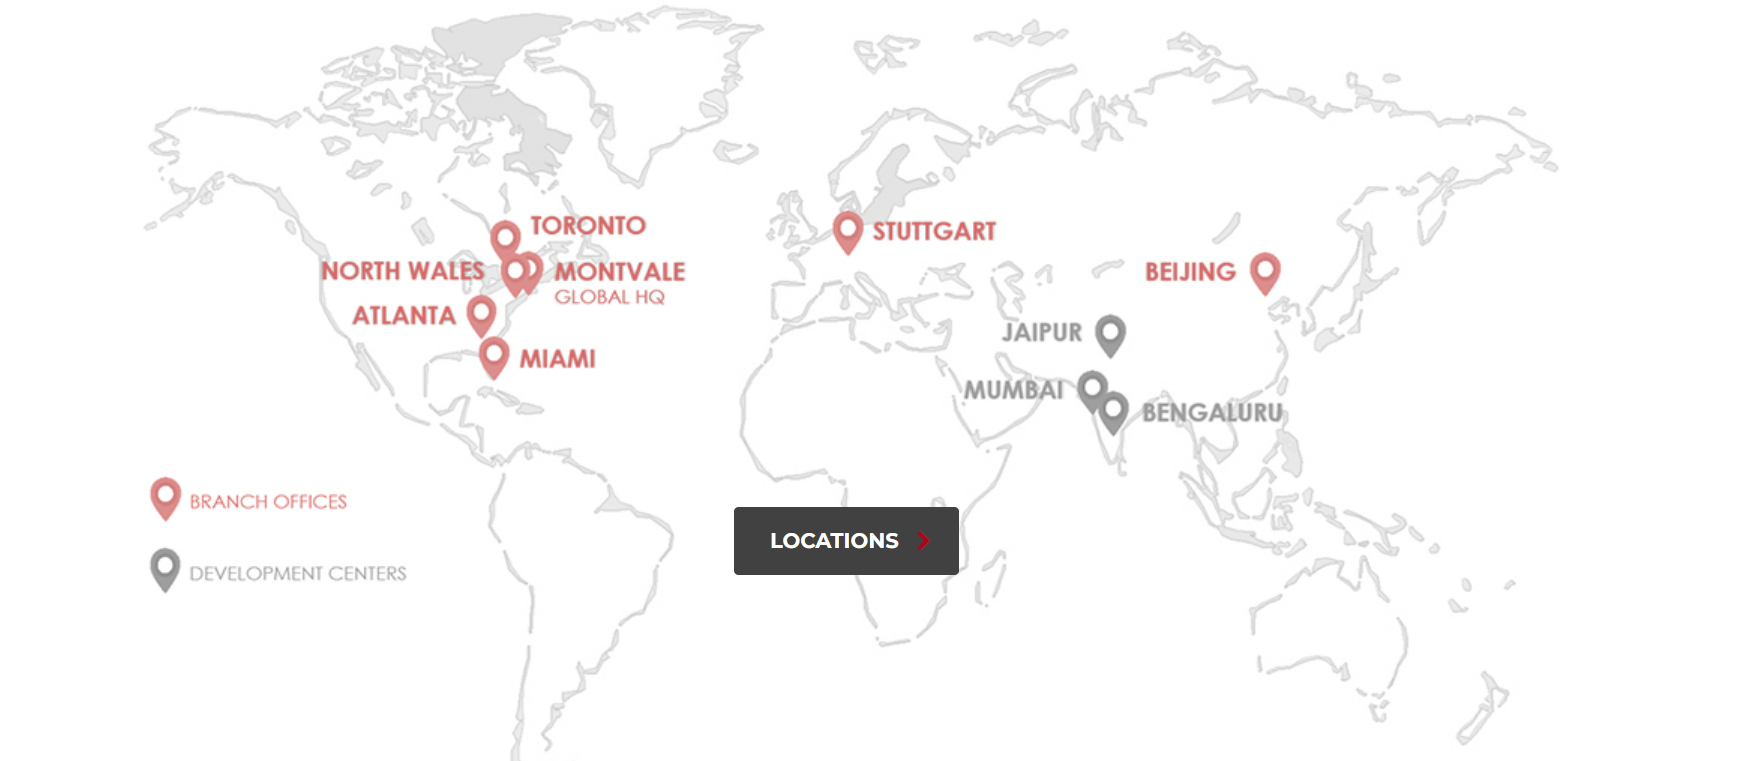 TORONTO
STUTTGART
NORTH WALES
MONTVALE
GLOBAL HQ
BEIJING
ATLANTA
JAIPUR
MIAMI
MUMBAI
BENGALURU
BRANCH OFFICES
LOCATIONS
DEVELOPMENT CENTERS